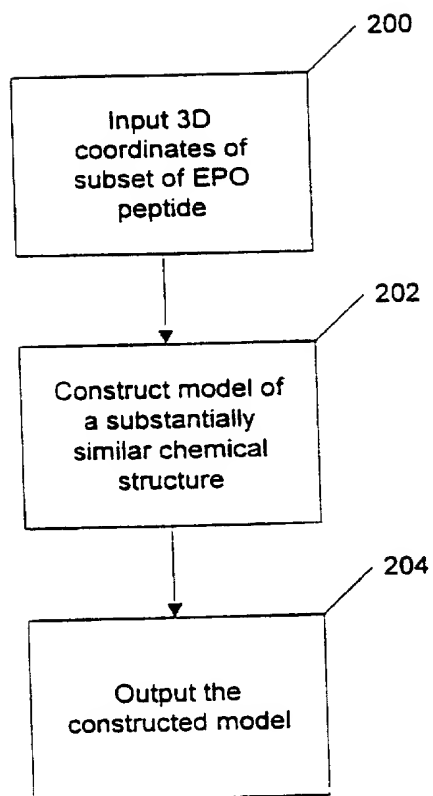 200
Input 3D
coordinates of
subset of EPO
peptide
202
Construct model of
a substantially
similar chemical
structure
204
Output the
constructed model